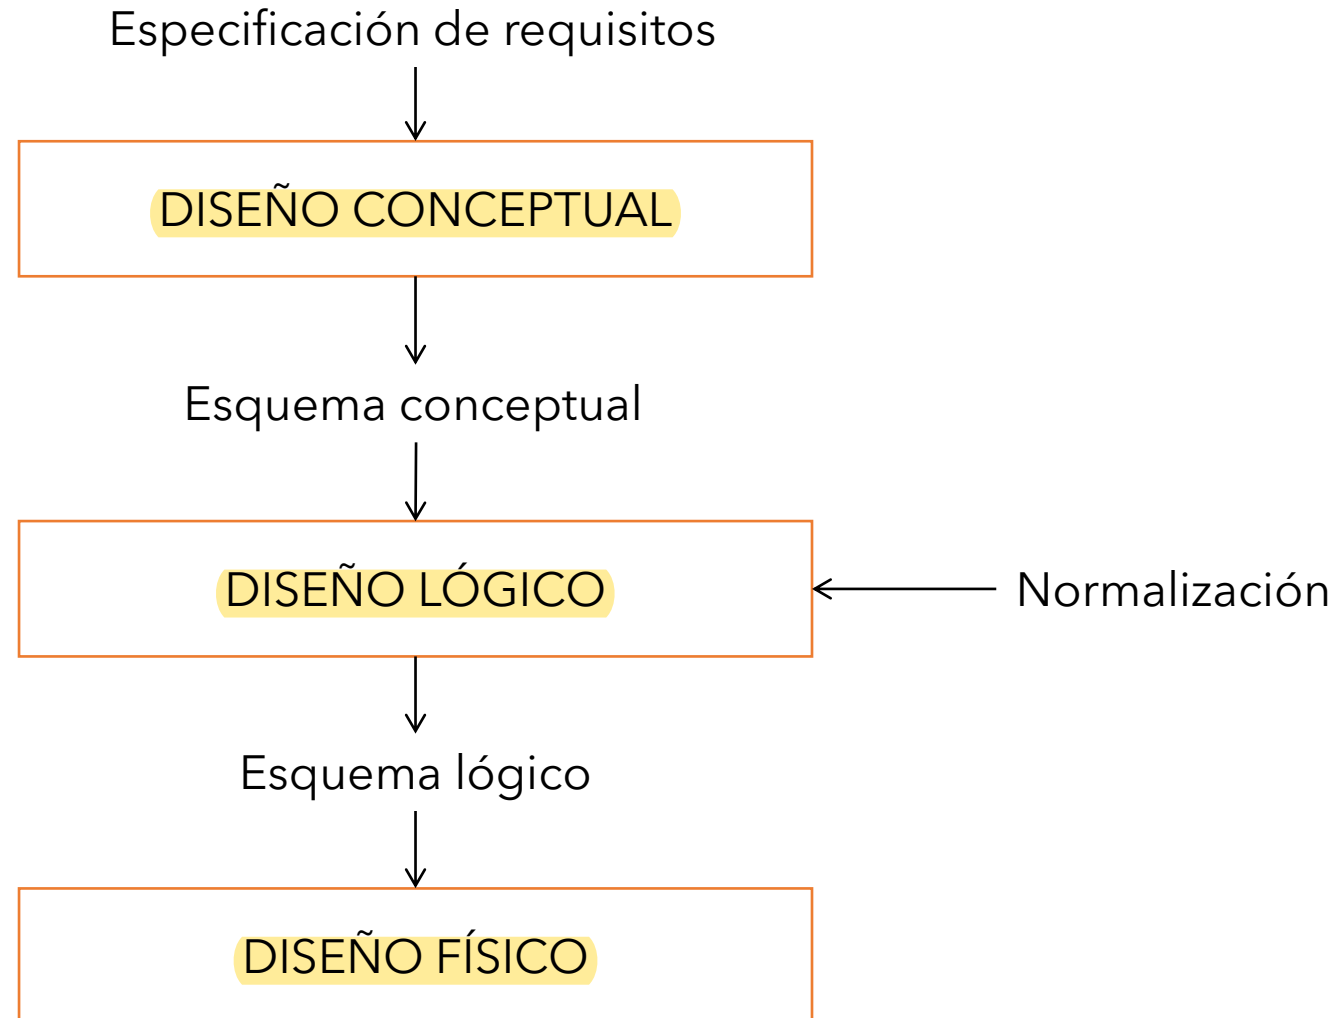 Especificación de requisitos
DISEÑO CONCEPTUAL
Esquema conceptual
DISEÑO LÓGICO
Normalización
Esquema lógico
DISEÑO FÍSICO